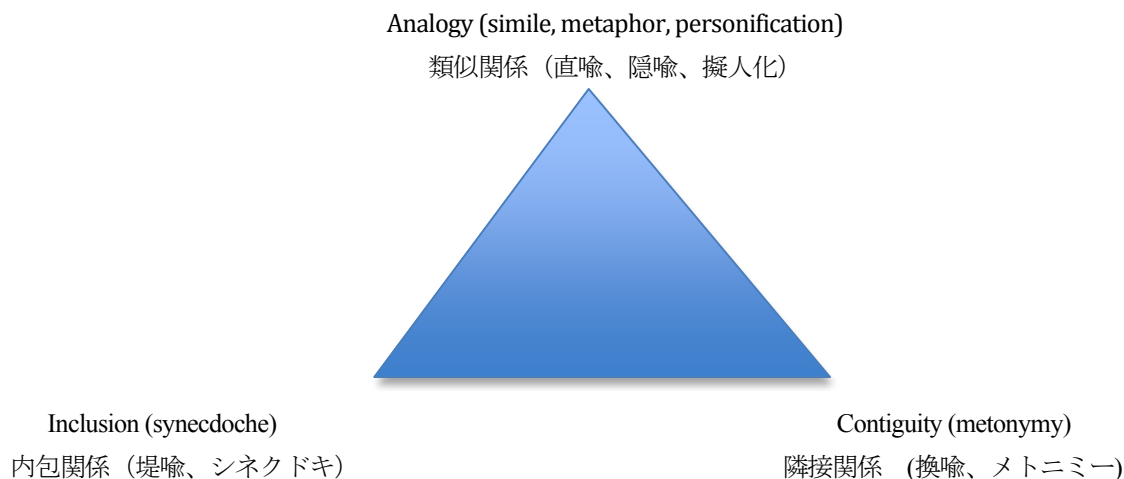 Analogy (simile, metaphor, personification)
類似関係（直喩、隠喩、擬人化）
Inclusion (synecdoche)
内包関係（堤喩、シネクドキ）
Contiguity (metonymy)
隣接関係　(換喩、メトニミー)